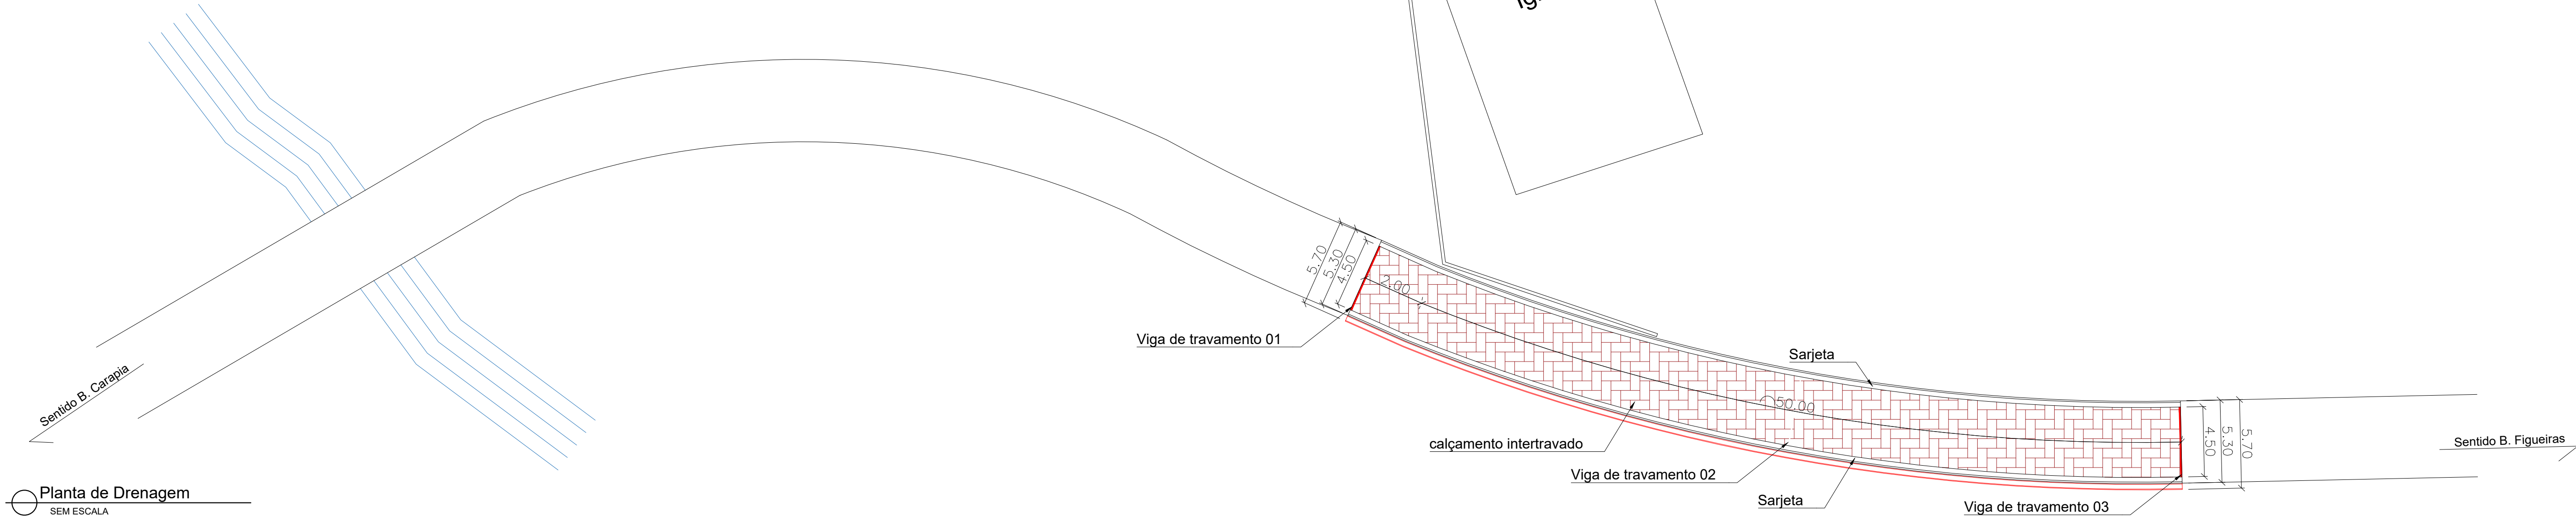 5.70
5.30
4.50
2.00
Viga de travamento 01
Sarjeta
Sentido B. Carapia
50.00
calçamento intertravado
4.50
5.30
5.70
Sentido B. Figueiras
Viga de travamento 02
Planta de Drenagem
SEM ESCALA
Sarjeta
Viga de travamento 03